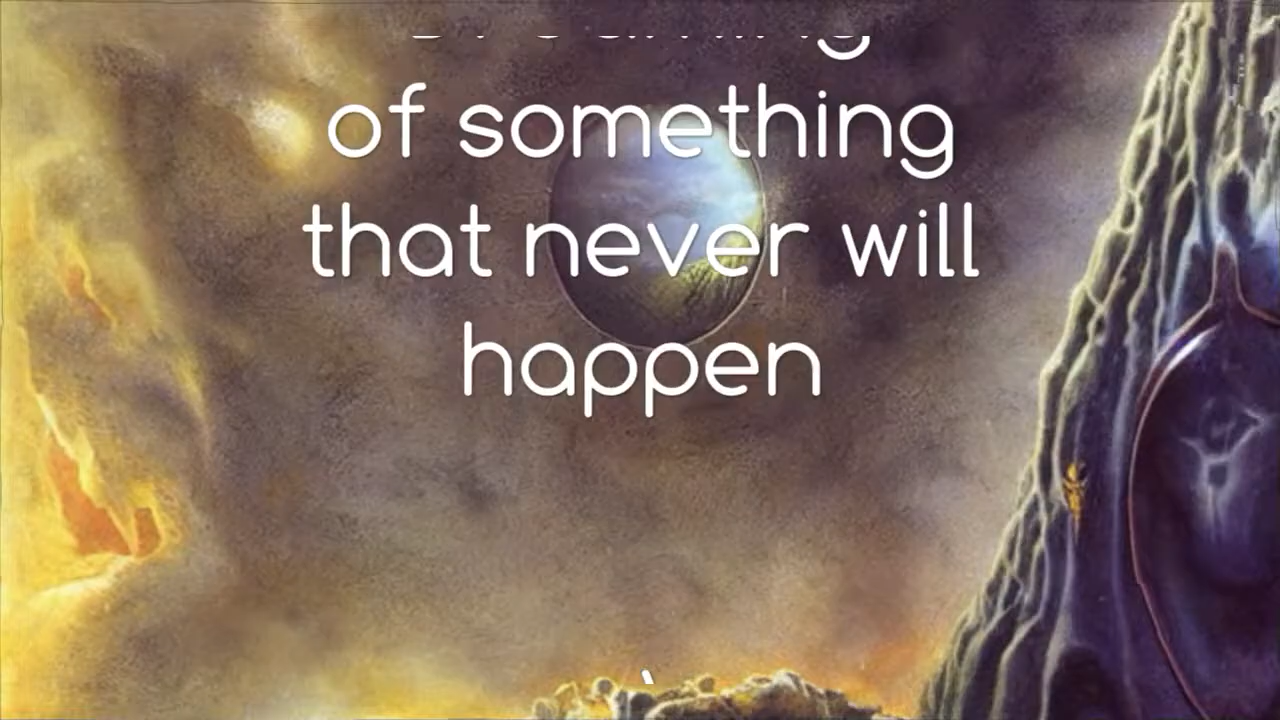 of something
that never will
happen